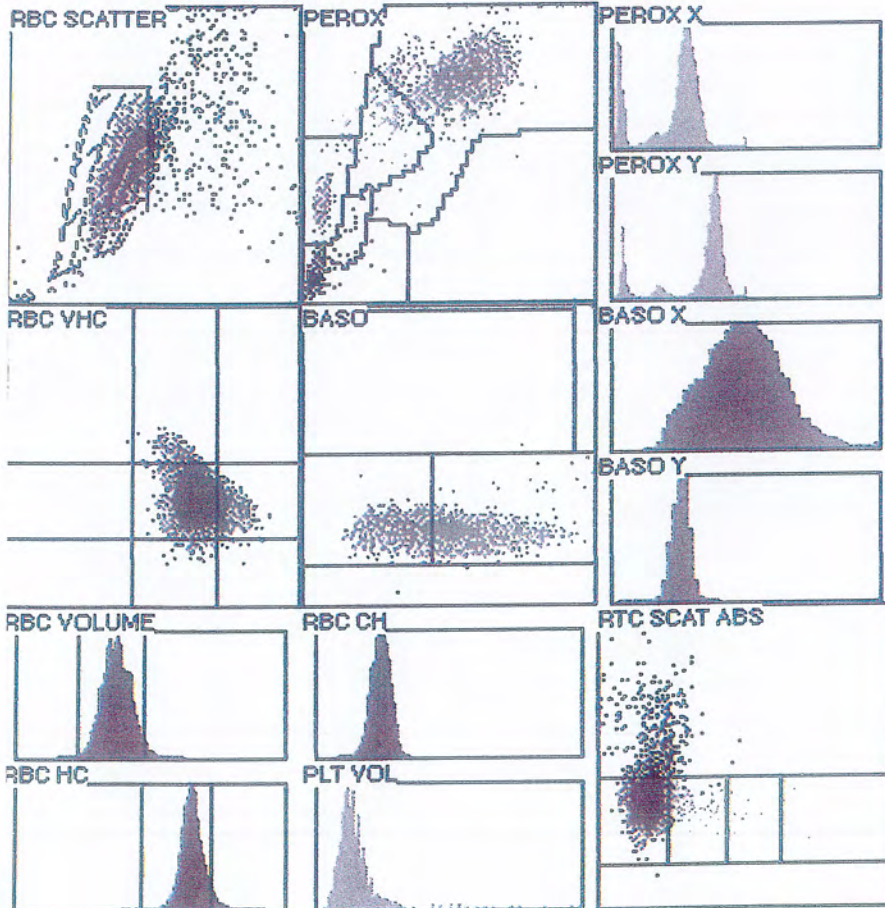 RBC SCATTER
PEROX
PEROX X
PEROX Y
RBC VHC
BASO
BASO X
BASO Y
RBC VOLUME
RBC CH
RTC SCAT ABS
RBC HC
PLT VOL